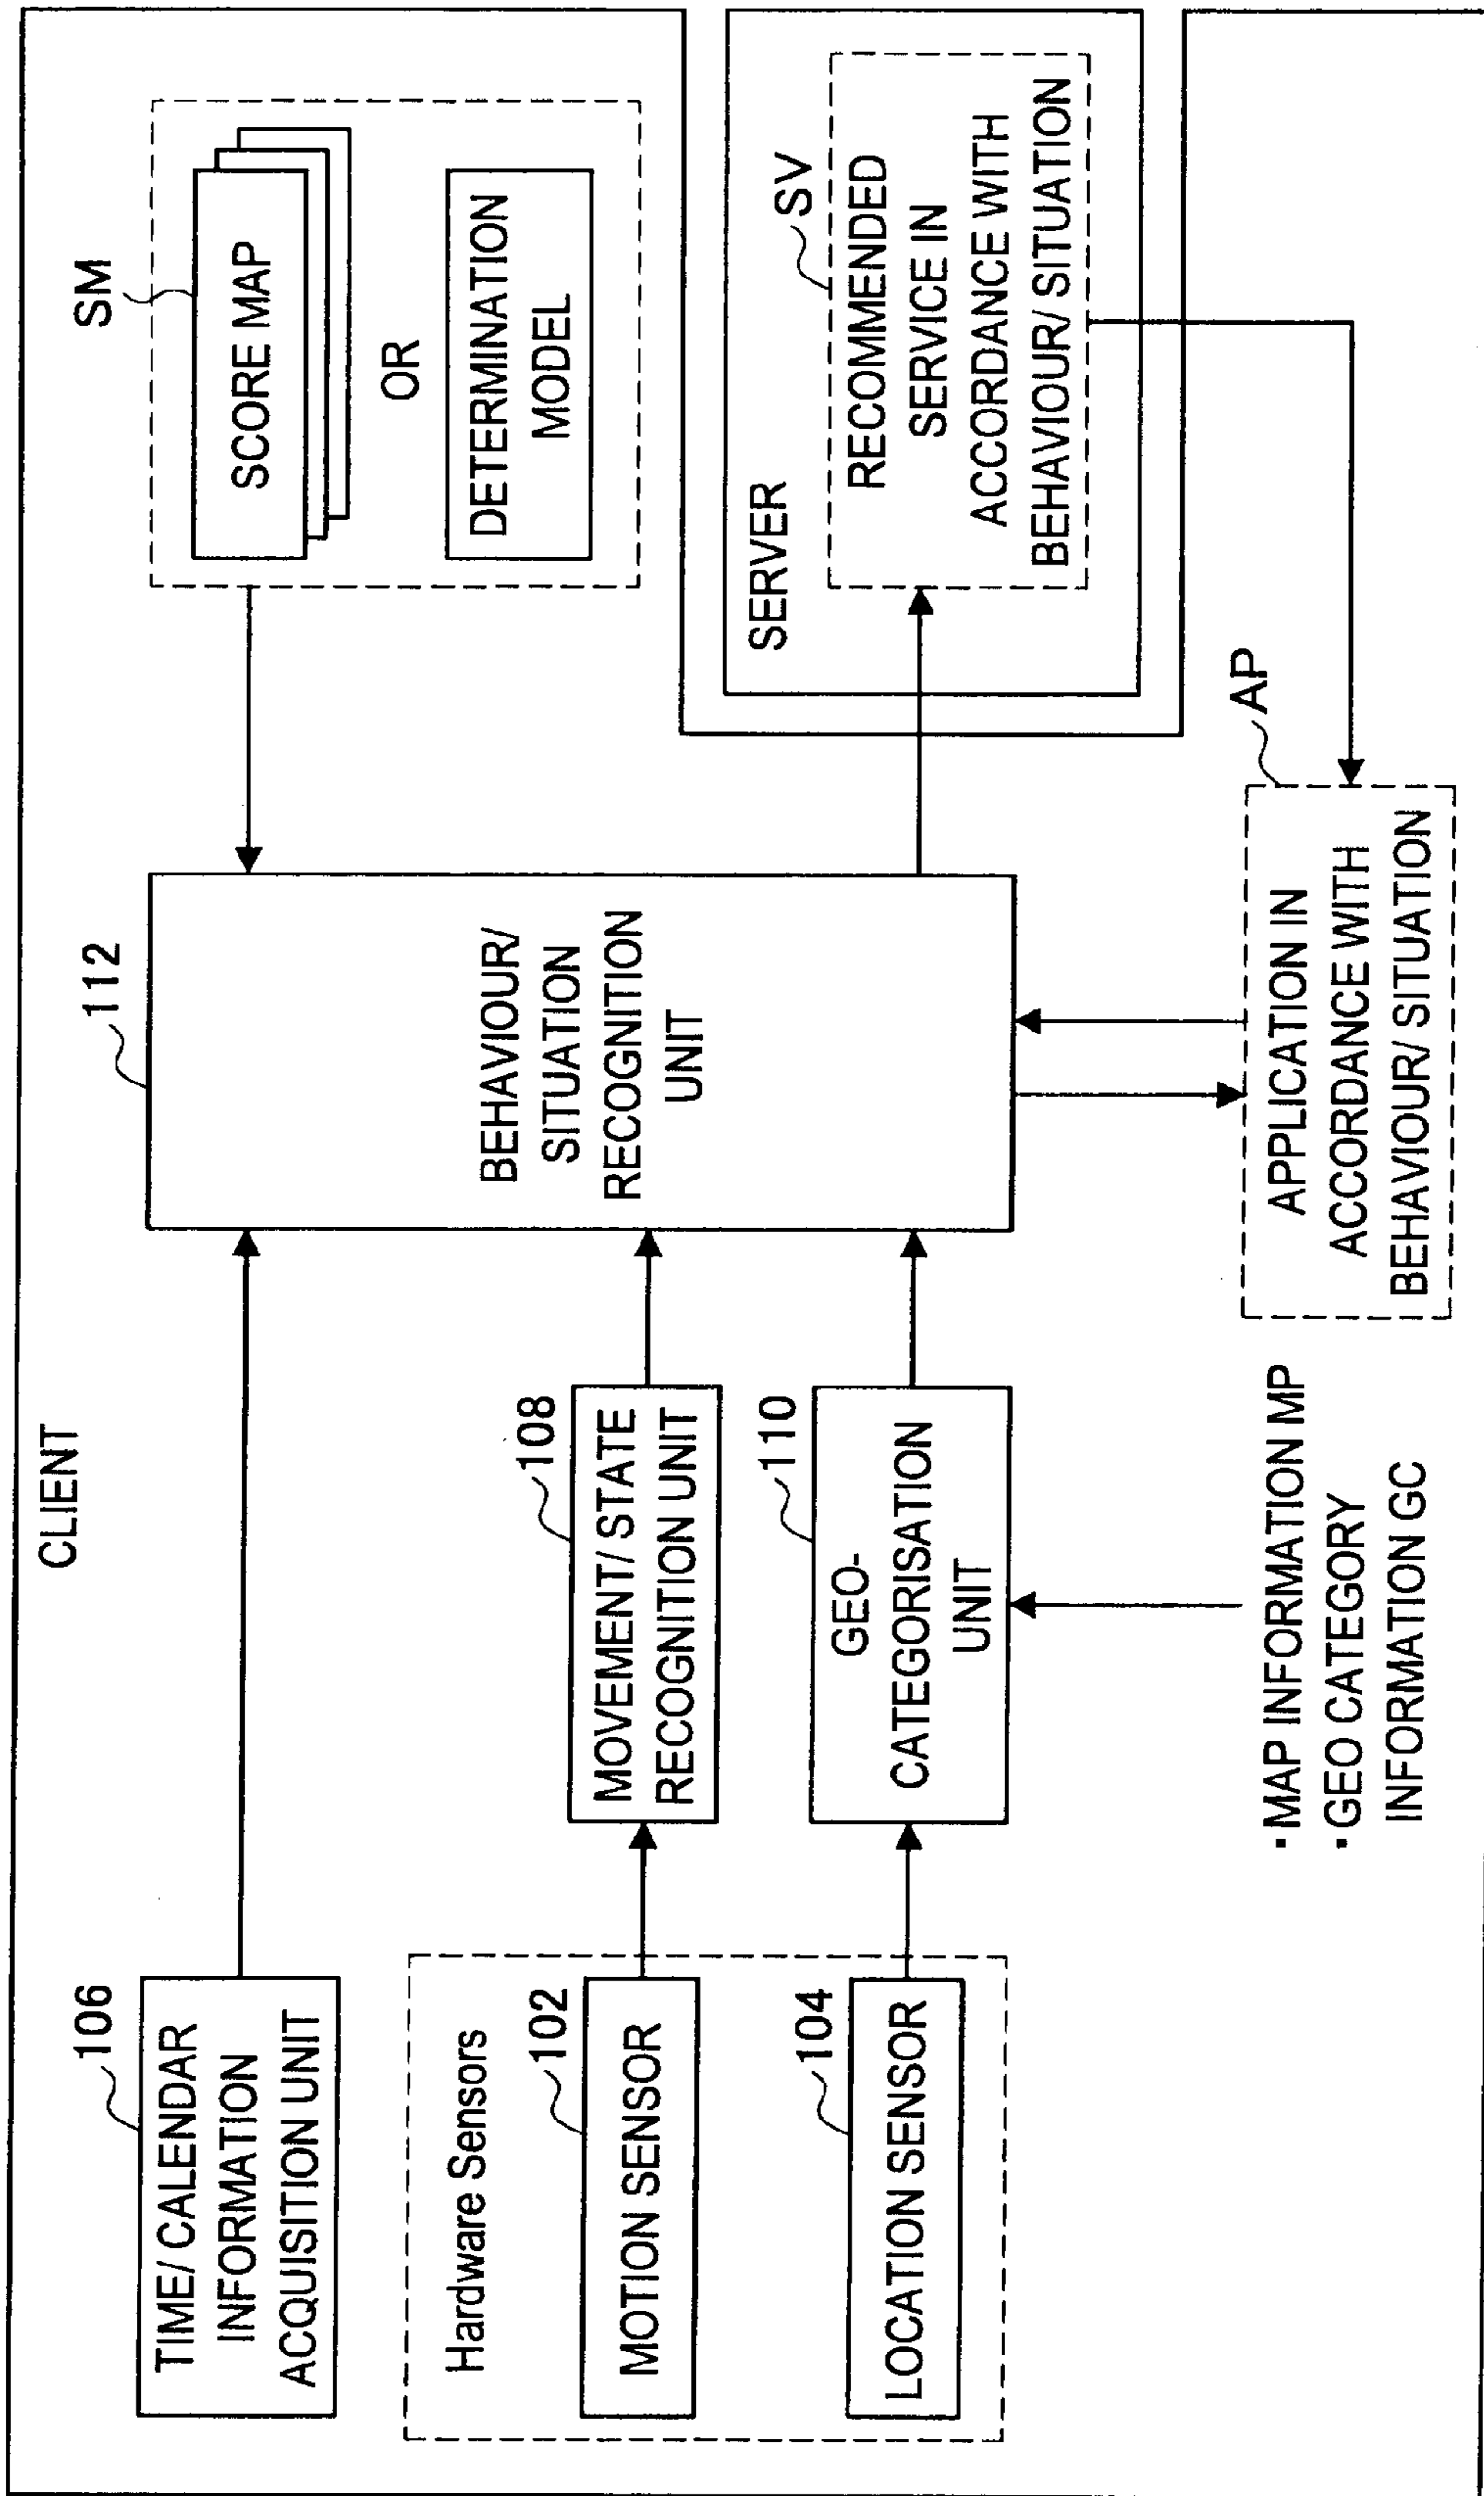 CLIENT
106
TIME/ CALENDAR
INFORMATION
ACQUISITION UNIT
Hardware Sensors
102
MOTION SENSOR
104
LOCATION SENSOR
108
MOVEMENT/ STATE
RECOGNITION UNIT
110
GEO-
CATEGORISATION
UNIT
· MAP INFORMATION MP
· GEO CATEGORY
INFORMATION GC
112
BEHAVIOUR/
SITUATION
RECOGNITION
UNIT
AP
APPLICATION IN
ACCORDANCE WITH
BEHAVIOUR/ SITUATION
SM
SCORE MAP
OR
DETERMINATION
MODEL
SERVER
SV
RECOMMENDED
SERVICE IN
ACCORDANCE WITH
BEHAVIOUR/ SITUATION